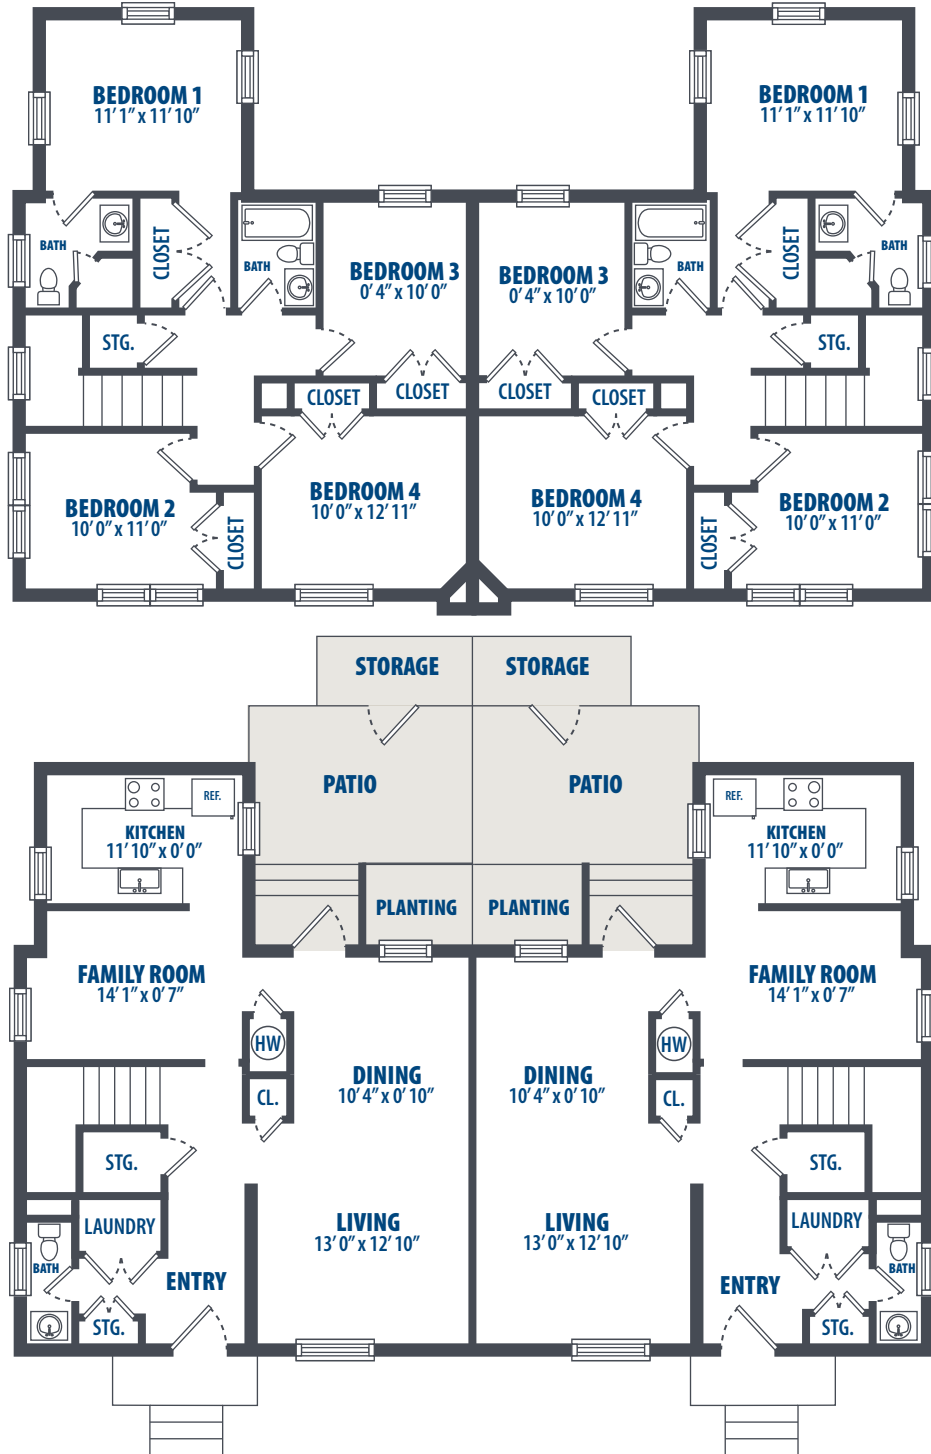 BEDROOM 1
11' 1" x 11' 10"
BEDROOM 1
11' 1" x 11' 10"
BATH
CLOSET
BATH
BEDROOM 3
0' 4" x 10' 0"
BEDROOM 3
0' 4" x 10' 0"
BATH
CLOSET
BATH
STG.
STG.
CLOSET
CLOSET
CLOSET
CLOSET
BEDROOM 2
10' 0" x 11' 0"
CLOSET
BEDROOM 4
10' 0" x 12' 11"
BEDROOM 4
10' 0" x 12' 11"
CLOSET
BEDROOM 2
10' 0" x 11' 0"
STORAGE
STORAGE
PATIO
PATIO
REF.
REF.
KITCHEN
11' 10" x 0' 0"
KITCHEN
11' 10" x 0' 0"
PLANTING
PLANTING
FAMILY ROOM
14' 1" x 0' 7"
FAMILY ROOM
14' 1" x 0' 7"
HW
HW
DINING
10' 4" x 0' 10"
DINING
10' 4" x 0' 10"
CL.
CL.
STG.
STG.
LAUNDRY
LIVING
13' 0" x 12' 10"
LIVING
13' 0" x 12' 10"
LAUNDRY
BATH
ENTRY
ENTRY
BATH
STG.
STG.